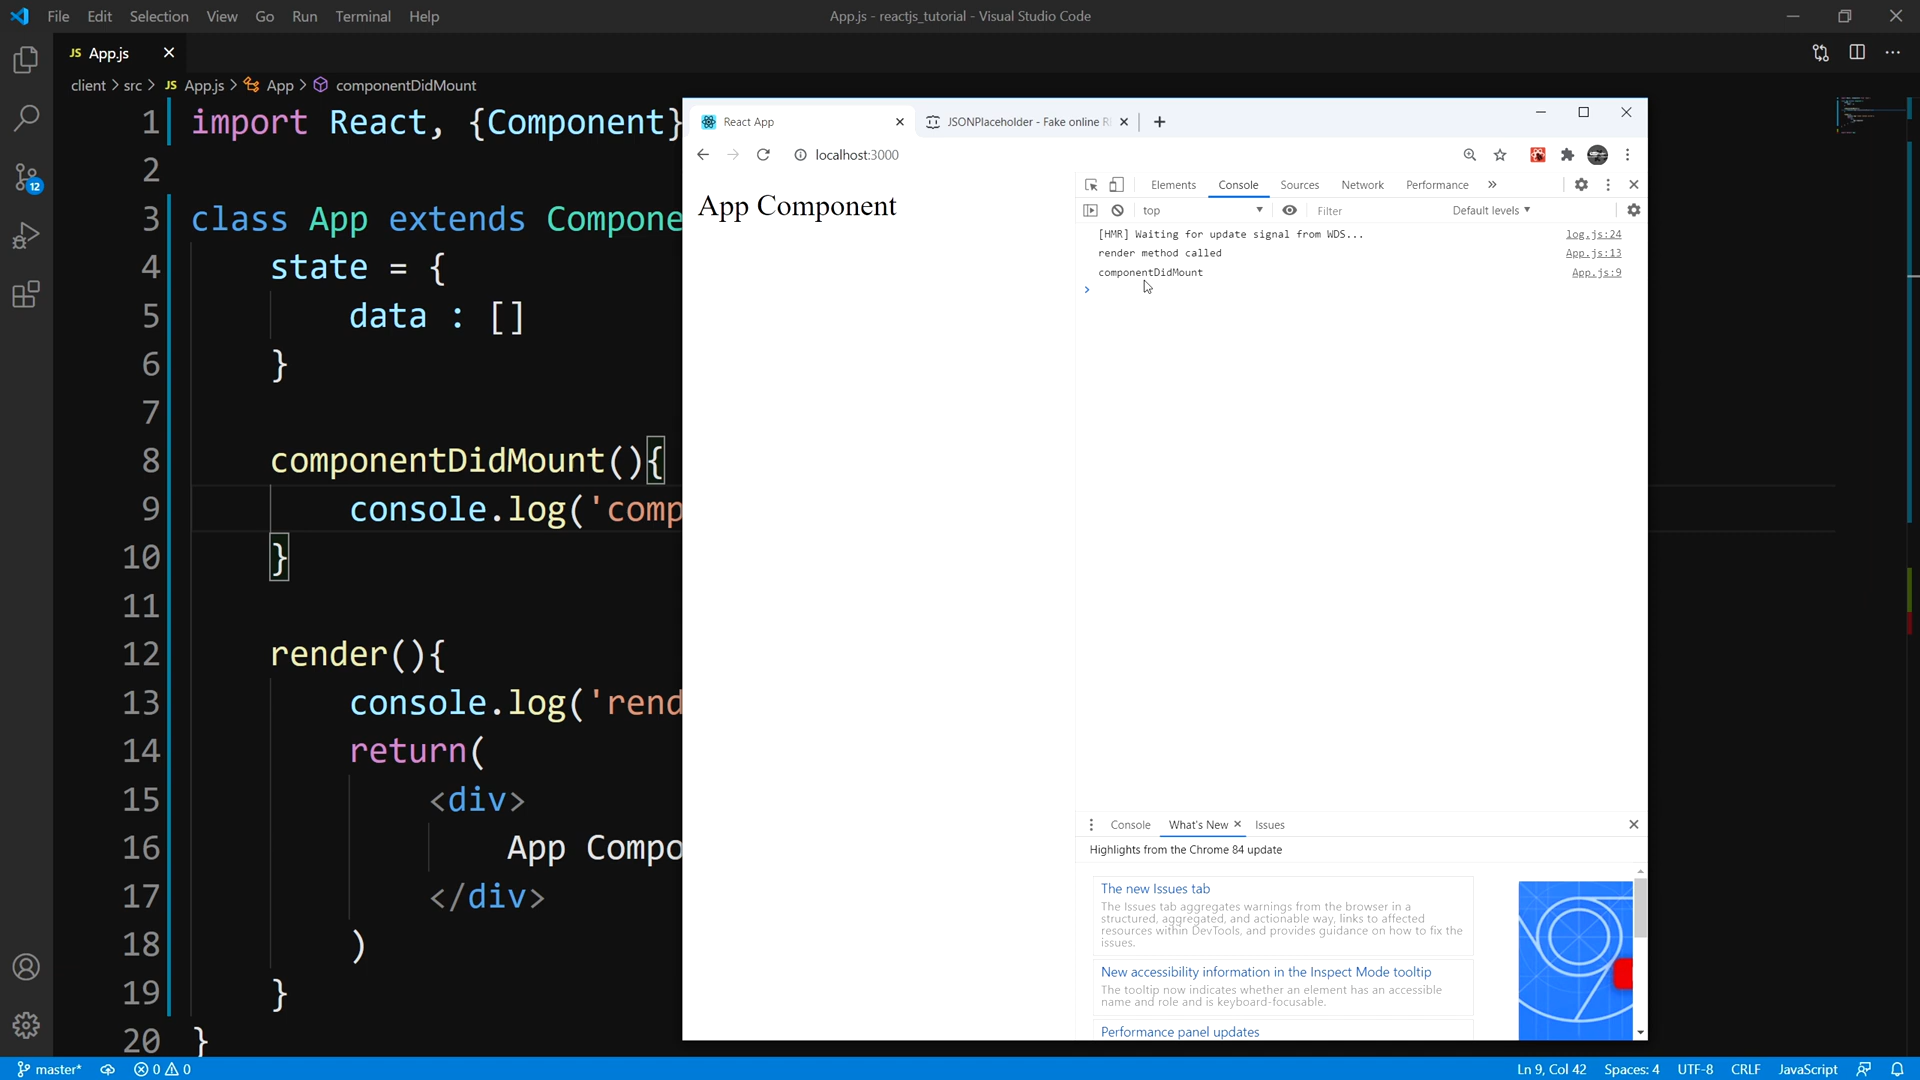 File Edit Selection View Go Run Terminal Help
App.js - reactjs_tutorial - Visual Studio Code
JS App.js
client > src > JS App.js > App > componentDidMount
1 import React, {Component}
2
3 class App extends Compone
4 state = {
5 data : []
6 }
7
8 componentDidMount(){
9 console.log('comp
10 }
11
12 render(){
13 console.log('rend
14 return(
15 <div>
16 App Compo
17 </div>
18 )
19 }
20 }
12
React App
JSONPlaceholder - Fake online R
localhost:3000
App Component
Elements Console Sources Network Performance »
top Filter Default levels
[HMR] Waiting for update signal from WDS... log.js:24
render method called App.js:13
componentDidMount App.js:9
Console What's New Issues
Highlights from the Chrome 84 update
The new Issues tab
The Issues tab aggregates warnings from the browser in a
structured, aggregated, and actionable way, links to affected
resources within DevTools, and provides guidance on how to fix the
issues.
New accessibility information in the Inspect Mode tooltip
The tooltip now indicates whether an element has an accessible
name and role and is keyboard-focusable.
Performance panel updates
master* 0 0
Ln 9, Col 42 Spaces: 4 UTF-8 CRLF JavaScript